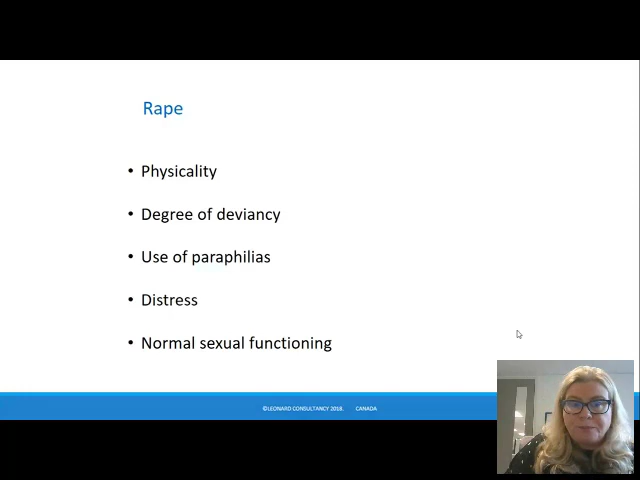 Rape
• Physicality
• Degree of deviancy
• Use of paraphilias
• Distress
• Normal sexual functioning
©LEONARD CONSULTANCY 2018. CANADA